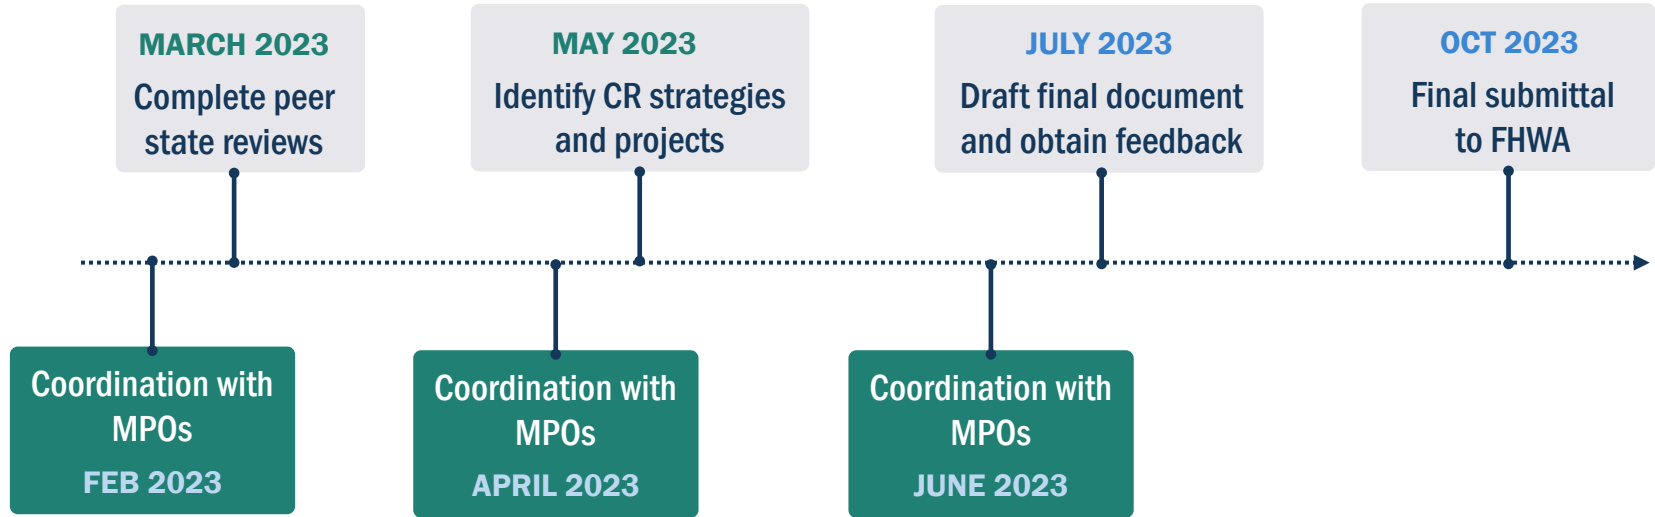 MARCH 2023
Complete peer
state reviews
MAY 2023
Identify CR strategies
and projects
JULY 2023
Draft final document
and obtain feedback
OCT 2023
Final submittal
to FHWA
Coordination with
MPOs
FEB 2023
Coordination with
MPOs
APRIL 2023
Coordination with
MPOs
JUNE 2023